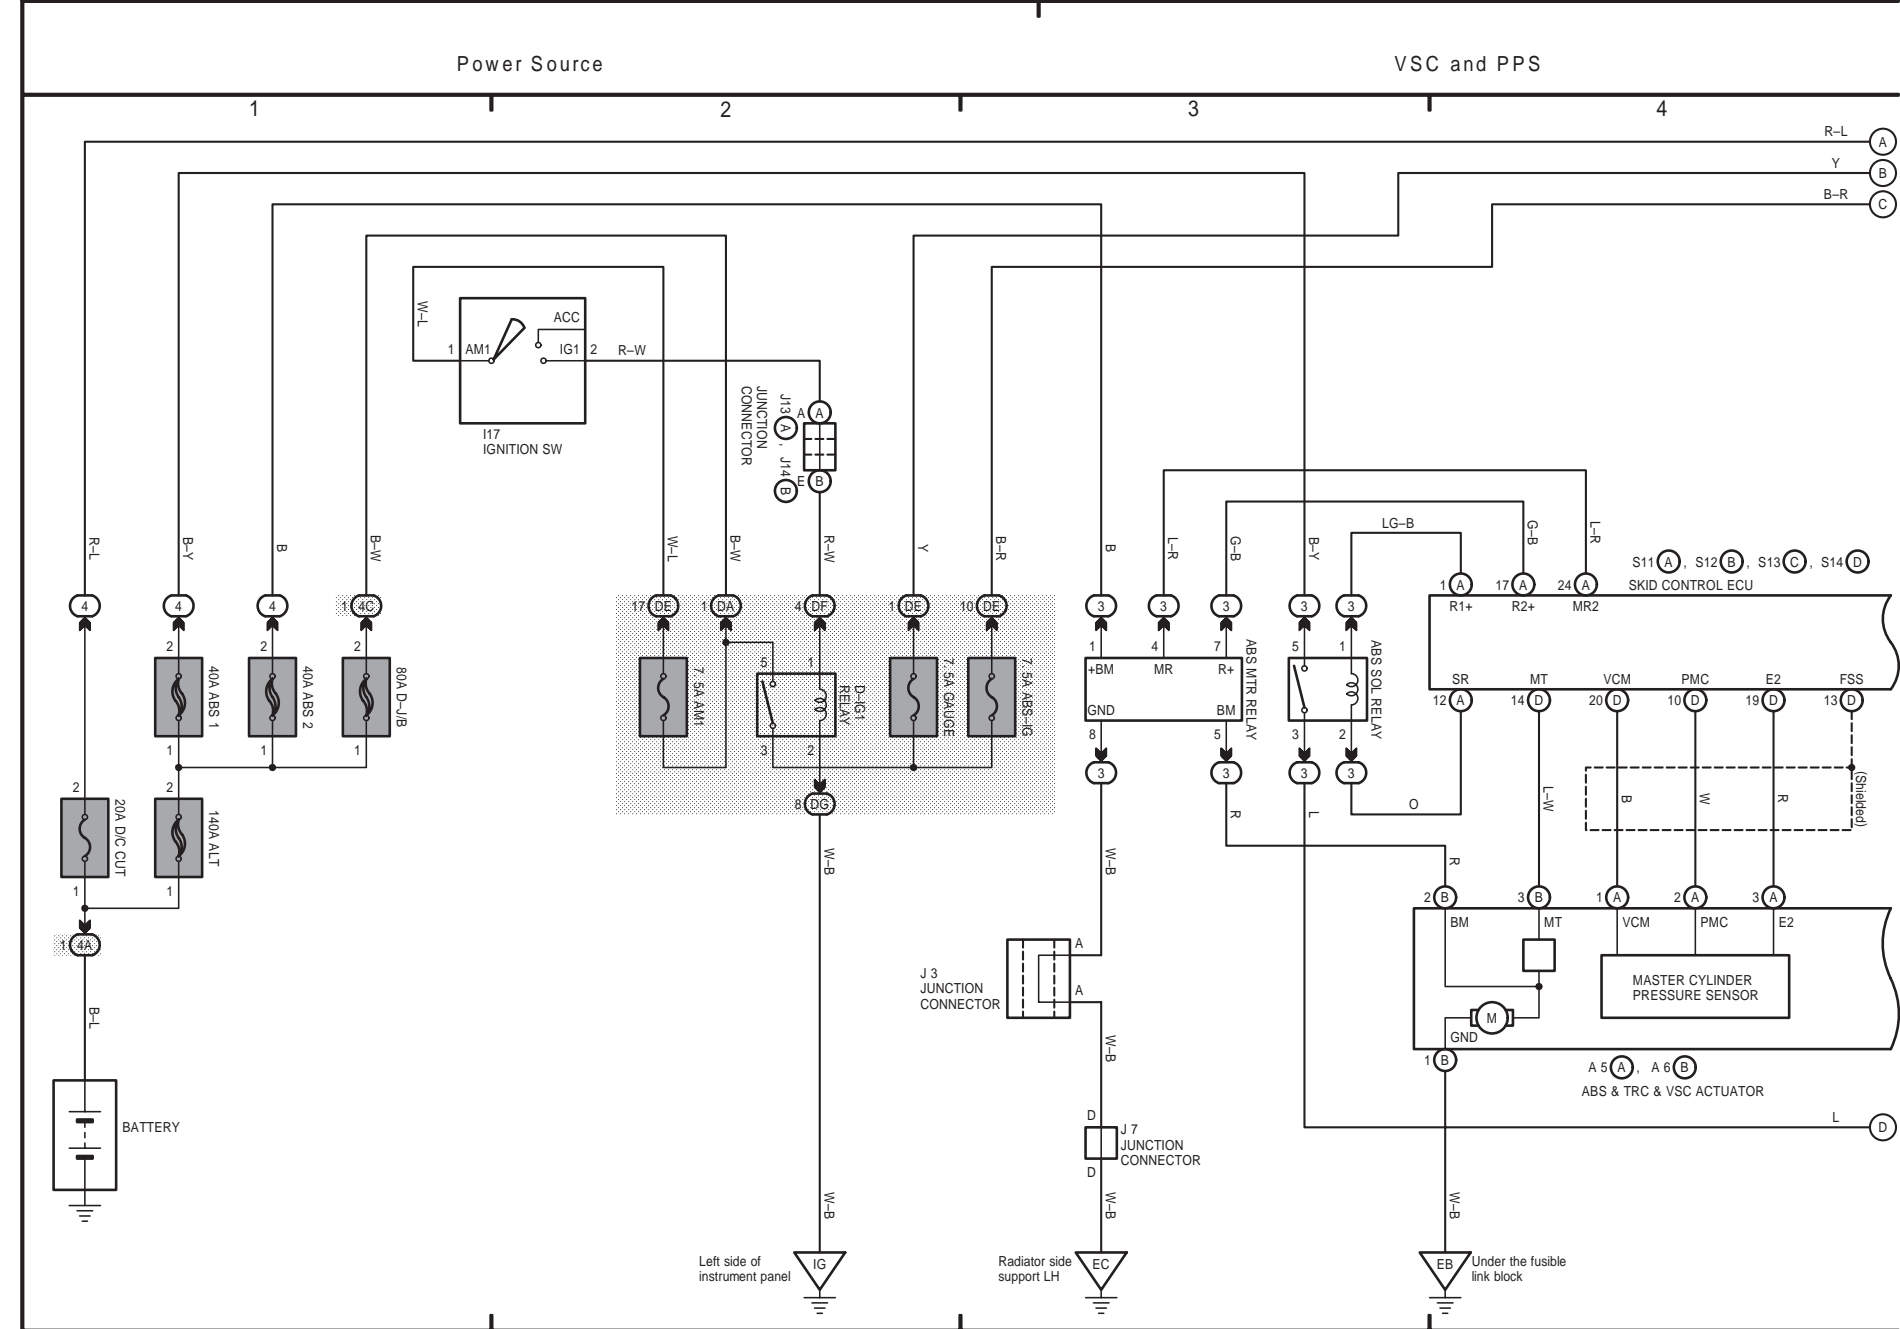 Power Source
VSC and PPS
1
2
3
4
R–L
A
Y
B
B–R
C
W–L
ACC
1
AM1
IG1
2
R–W
I17
IGNITION SW
JUNCTION
CONNECTOR
J13 A , J14 B
A
A
E
B
R–L
B–Y
B
B–W
W–L
B–W
R–W
Y
B–R
B
L–R
G–B
B–Y
LG–B
G–B
L–R
S11 A , S12 B , S13 C , S14 D
SKID CONTROL ECU
1 A
17 A
24 A
R1+
R2+
MR2
4
4
4
1 4C
17 DE
1 DA
4 DF
1 DE
10 DE
3
3
3
3
3
2
2
2
40A ABS 1
40A ABS 2
80A D–J/B
1
1
1
7. 5A AM1
5
1
D–IG1
RELAY
3
2
7. 5A GAUGE
7. 5A ABS–IG
8 DG
1
4
7
+BM
MR
R+
GND
BM
8
5
ABS MTR RELAY
5
1
3
2
ABS SOL RELAY
3
3
3
3
SR
MT
VCM
PMC
E2
FSS
12 A
14 D
20 D
10 D
19 D
13 D
2
20A D/C CUT
1
2
140A ALT
1
O
L–W
B
W
R
(Shielded)
R
L
R
W–B
W–B
1 4A
B–L
BATTERY
J 3
JUNCTION
CONNECTOR
A
A
W–B
D
J 7
JUNCTION
CONNECTOR
D
W–B
W–B
2 B
3 B
1 A
2 A
3 A
BM
MT
VCM
PMC
E2
MASTER CYLINDER
PRESSURE SENSOR
M
GND
1 B
A 5 A , A 6 B
ABS & TRC & VSC ACTUATOR
L
D
W–B
Left side of
instrument panel
IG
Radiator side
support LH
EC
EB
Under the fusible
link block